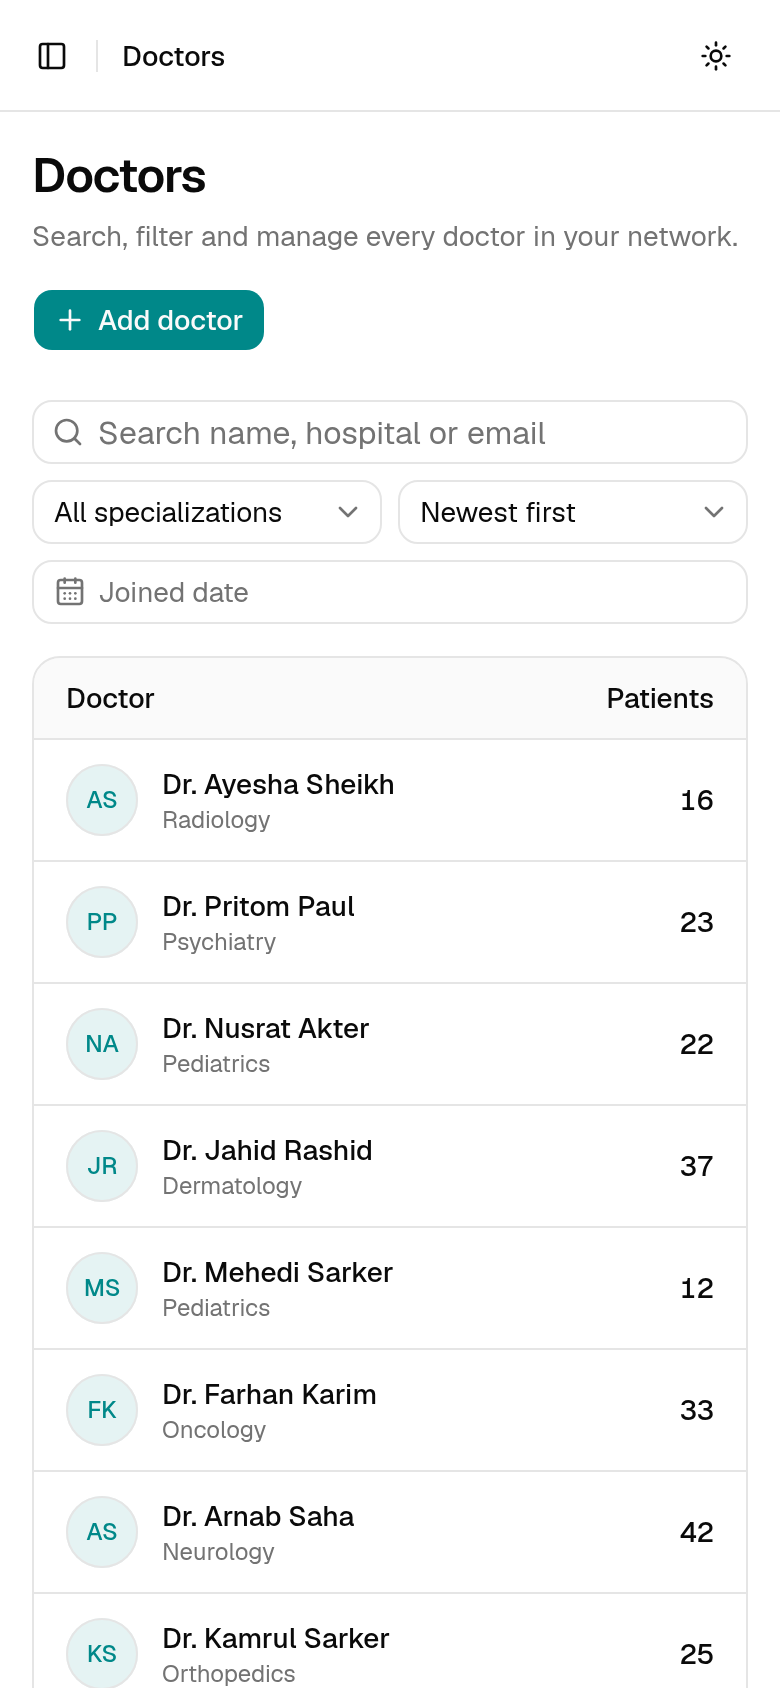 Doctors
Doctors
Search, filter and manage every doctor in your network.
Add doctor
Search name, hospital or email
All specializations
Newest first
Joined date
Doctor Patients
AS Dr. Ayesha Sheikh 16
Radiology
PP Dr. Pritom Paul 23
Psychiatry
NA Dr. Nusrat Akter 22
Pediatrics
JR Dr. Jahid Rashid 37
Dermatology
MS Dr. Mehedi Sarker 12
Pediatrics
FK Dr. Farhan Karim 33
Oncology
AS Dr. Arnab Saha 42
Neurology
KS Dr. Kamrul Sarker 25
Orthopedics